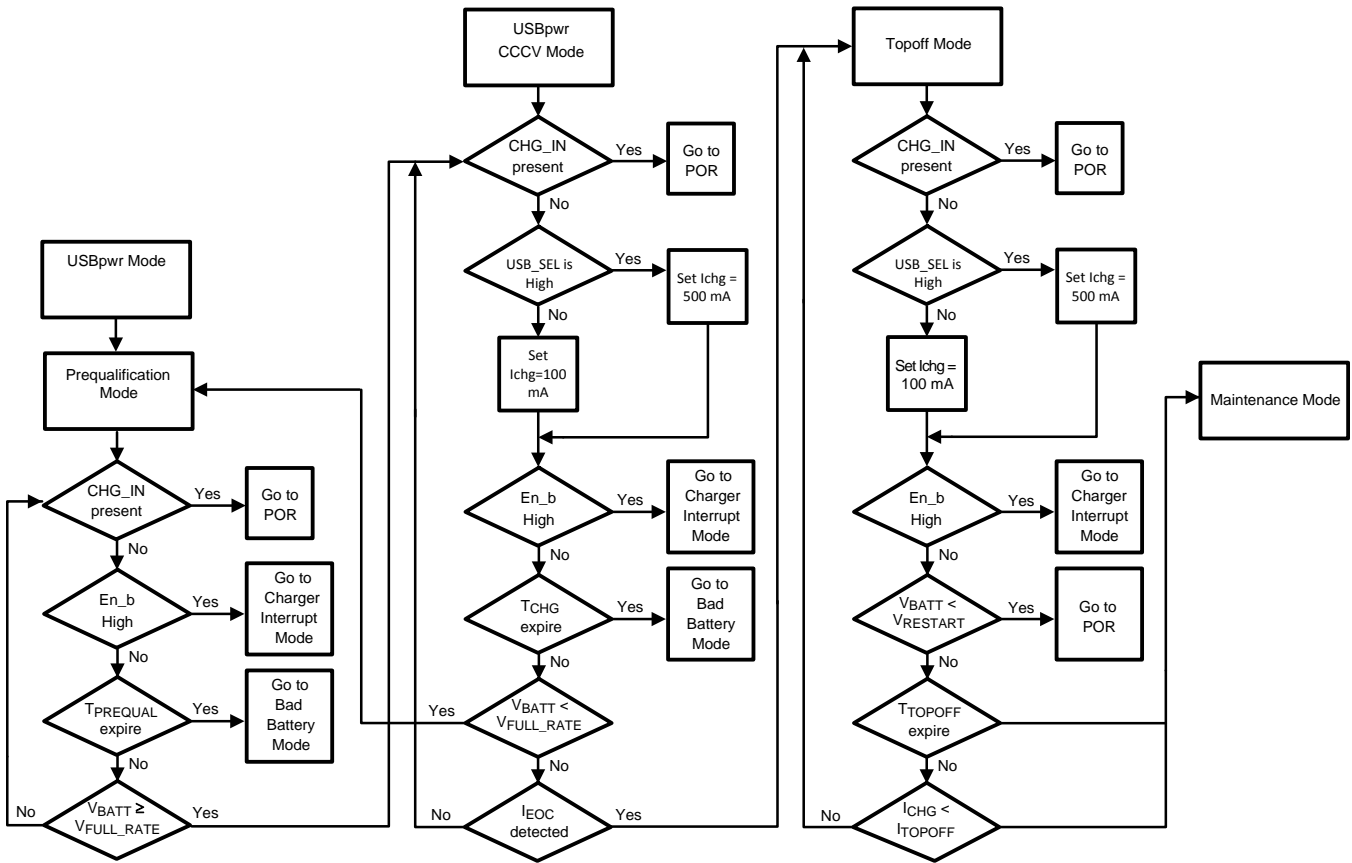 USBpwr Mode
Prequalification
Mode
CHG_IN
present
Yes
Go to
POR
No
En_b
High
Yes
Go to
Charger
Interrupt
Mode
No
TPREQUAL
expire
Yes
Go to
Bad
Battery
Mode
No
VBATT ≥
VFULL_RATE
No
Yes
USBpwr
CCCV Mode
CHG_IN
present
Yes
Go to
POR
No
USB_SEL is
High
Yes
Set Ichg =
500 mA
No
Set
Ichg=100
mA
En_b
High
Yes
Go to
Charger
Interrupt
Mode
No
TCHG
expire
Yes
Go to
Bad
Battery
Mode
No
VBATT <
VFULL_RATE
Yes
No
IEOC
detected
No
Yes
Topoff Mode
CHG_IN
present
Yes
Go to
POR
No
USB_SEL is
High
Yes
Set Ichg =
500 mA
No
Set Ichg =
100 mA
En_b
High
Yes
Go to
Charger
Interrupt
Mode
No
VBATT <
VRESTART
Yes
Go to
POR
No
TTOPOFF
expire
No
ICHG <
ITOPOFF
No
Maintenance Mode